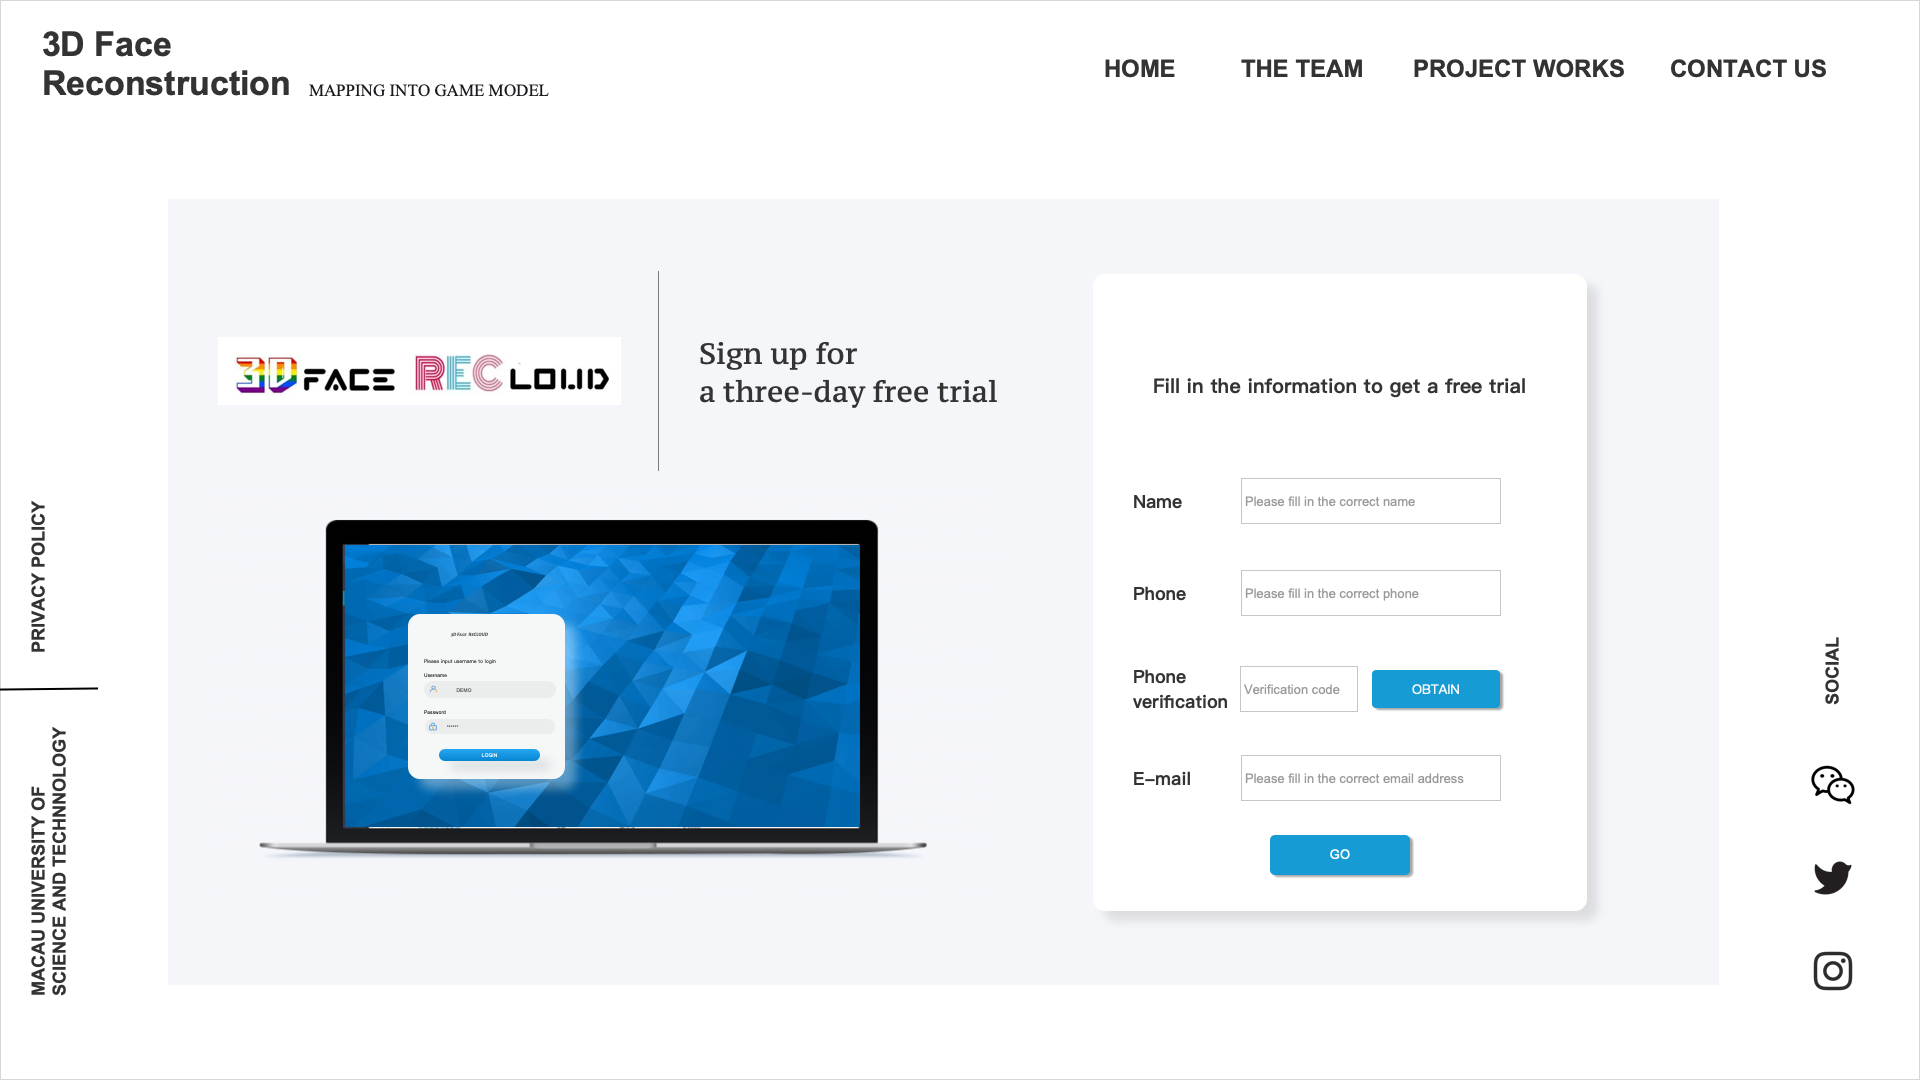 3D Face
Reconstruction
MAPPING INTO GAME MODEL
HOME
THE TEAM
PROJECT WORKS
CONTACT US
3D FACE RECLOUD
Sign up for
a three-day free trial
3D Face RECLOUD
Please input username to login
Username
DEMO
Password
LOGIN
Fill in the information to get a free trial
Name
Please fill in the correct name
Phone
Please fill in the correct phone
Phone
verification
Verification code
OBTAIN
E-mail
Please fill in the correct email address
GO
PRIVACY POLICY
MACAU UNIVERSITY OF
SCIENCE AND TECHNNOLOGY
SOCIAL